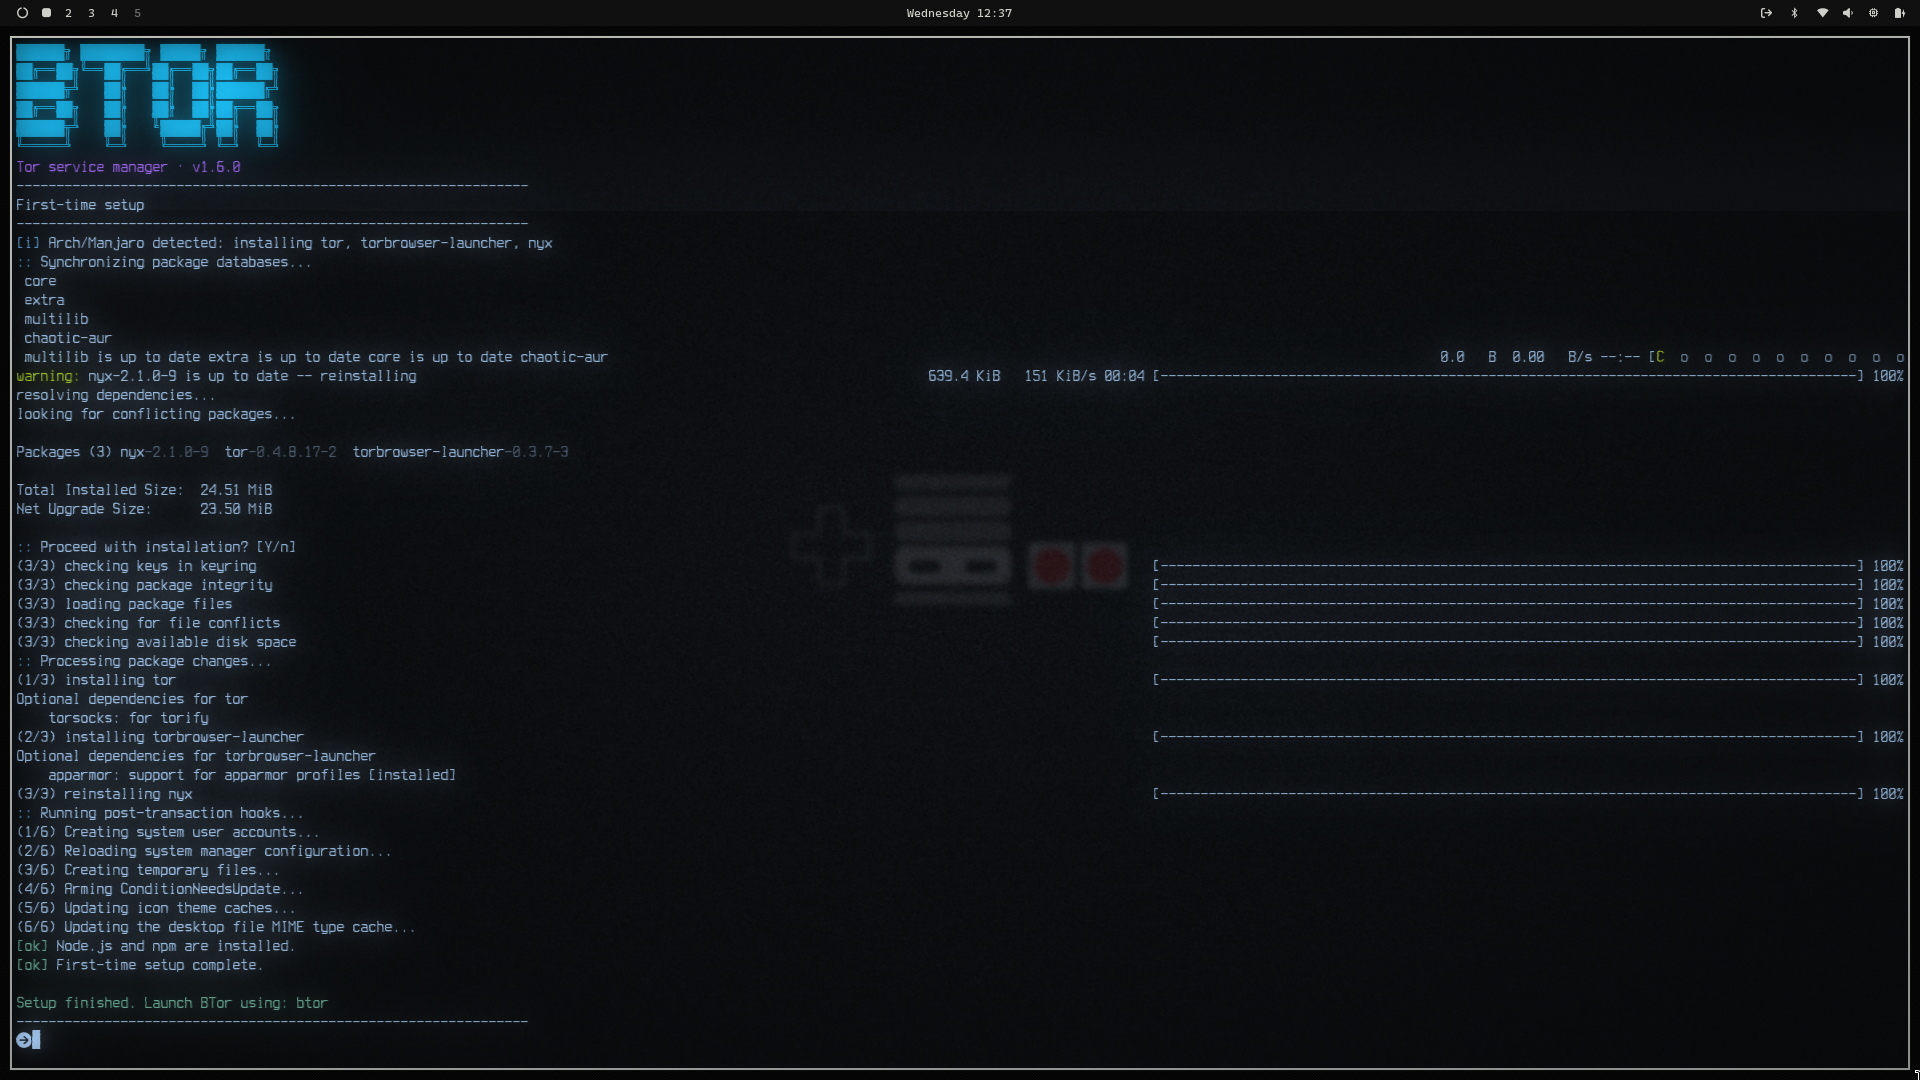 2 3 4 5
Wednesday 12:37
BTOR
Tor service manager · v1.6.0
----------------------------------------------------------------
First-time setup
----------------------------------------------------------------
[i] Arch/Manjaro detected: installing tor, torbrowser-launcher, nyx
:: Synchronizing package databases...
core
extra
multilib
chaotic-aur
multilib is up to date extra is up to date core is up to date chaotic-aur 0.0 B 0.00 B/s --:-- [C o o o o o o o o o o
warning: nyx-2.1.0-9 is up to date -- reinstalling 639.4 KiB 151 KiB/s 00:04 [---------------------------------------------------------------------------------------] 100%
resolving dependencies...
looking for conflicting packages...
Packages (3) nyx-2.1.0-9 tor-0.4.8.17-2 torbrowser-launcher-0.3.7-3
Total Installed Size: 24.51 MiB
Net Upgrade Size: 23.50 MiB
:: Proceed with installation? [Y/n]
(3/3) checking keys in keyring [---------------------------------------------------------------------------------------] 100%
(3/3) checking package integrity [---------------------------------------------------------------------------------------] 100%
(3/3) loading package files [---------------------------------------------------------------------------------------] 100%
(3/3) checking for file conflicts [---------------------------------------------------------------------------------------] 100%
(3/3) checking available disk space [---------------------------------------------------------------------------------------] 100%
:: Processing package changes...
(1/3) installing tor [---------------------------------------------------------------------------------------] 100%
Optional dependencies for tor
torsocks: for torify
(2/3) installing torbrowser-launcher [---------------------------------------------------------------------------------------] 100%
Optional dependencies for torbrowser-launcher
apparmor: support for apparmor profiles [installed]
(3/3) reinstalling nyx [---------------------------------------------------------------------------------------] 100%
:: Running post-transaction hooks...
(1/6) Creating system user accounts...
(2/6) Reloading system manager configuration...
(3/6) Creating temporary files...
(4/6) Arming ConditionNeedsUpdate...
(5/6) Updating icon theme caches...
(6/6) Updating the desktop file MIME type cache...
[ok] Node.js and npm are installed.
[ok] First-time setup complete.
Setup finished. Launch BTor using: btor
----------------------------------------------------------------